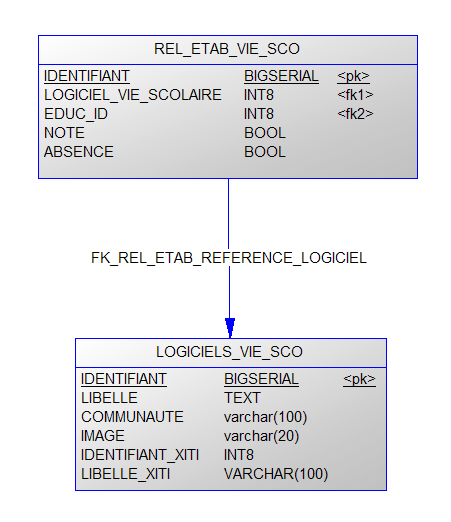 REL_ETAB_VIE_SCO
IDENTIFIANT BIGSERIAL <pk>
LOGICIEL_VIE_SCOLAIRE INT8 <fk1>
EDUC_ID INT8 <fk2>
NOTE BOOL
ABSENCE BOOL
FK_REL_ETAB_REFERENCE_LOGICIEL
LOGICIELS_VIE_SCO
IDENTIFIANT BIGSERIAL <pk>
LIBELLE TEXT
COMMUNAUTE varchar(100)
IMAGE varchar(20)
IDENTIFIANT_XITI INT8
LIBELLE_XITI VARCHAR(100)